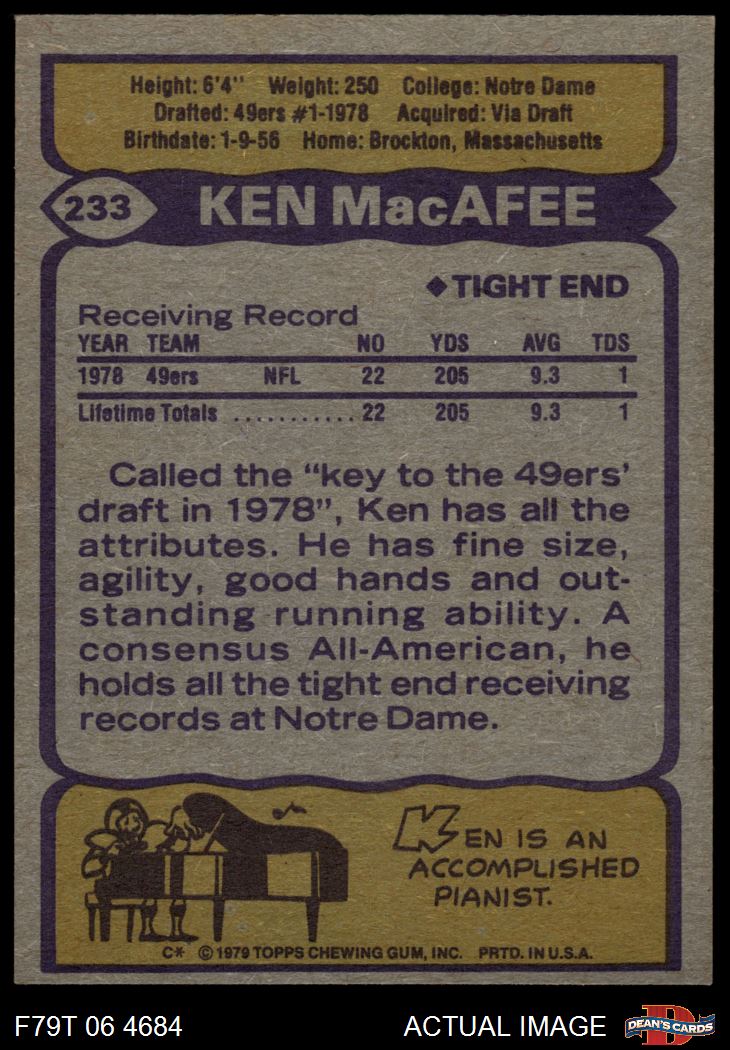 Height: 6'4" Weight: 250 College: Notre Dame
Drafted: 49ers #1-1978 Acquired: Via Draft
Birthdate: 1-9-56 Home: Brockton, Massachusetts
233 KEN MacAFEE
◆TIGHT END
Receiving Record
YEAR TEAM NO YDS AVG TDS
1978 49ers NFL 22 205 9.3 1
Lifetime Totals ........... 22 205 9.3 1
Called the "key to the 49ers'
draft in 1978", Ken has all the
attributes. He has fine size,
agility, good hands and out-
standing running ability. A
consensus All-American, he
holds all the tight end receiving
records at Notre Dame.
KEN IS AN
ACCOMPLISHED
PIANIST.
C* © 1979 TOPPS CHEWING GUM, INC. PRTD. IN U.S.A.
F79T 06 4684 ACTUAL IMAGE D DEAN'S CARDS